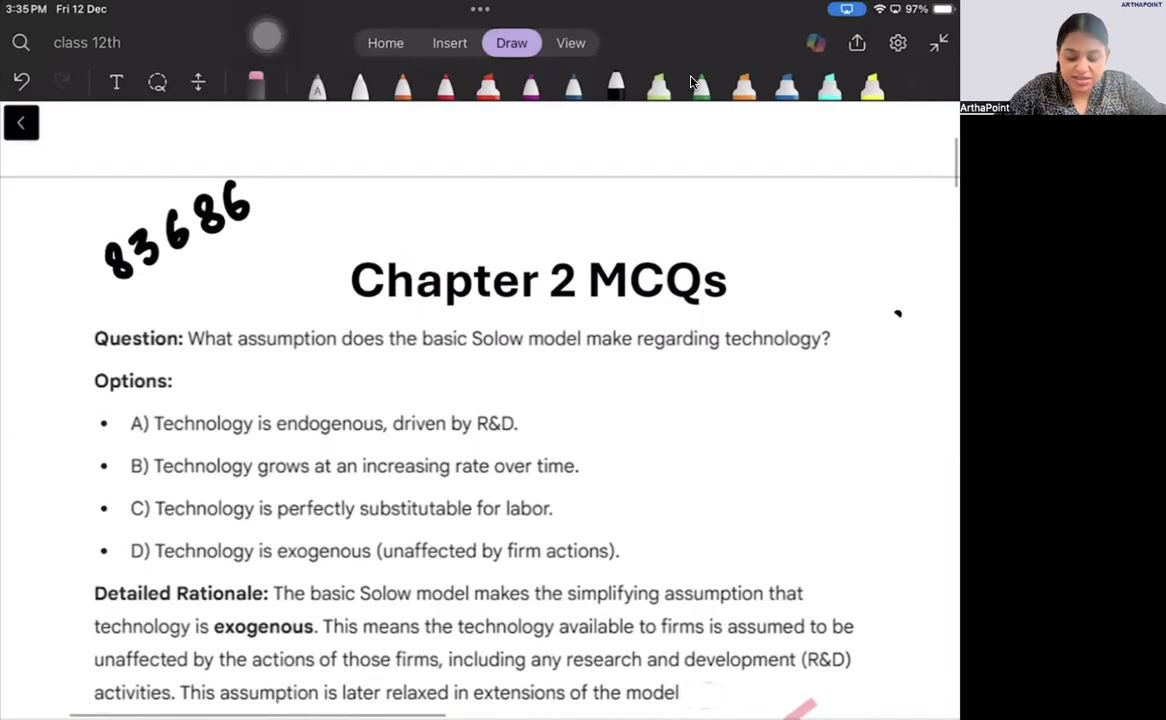 ARTHAPOINT
3:35 PM Fri 12 Dec
97%
class 12th
Home Insert Draw View
T
A
ArthaPoint
83686
Chapter 2 MCQs
Question: What assumption does the basic Solow model make regarding technology?
Options:
• A) Technology is endogenous, driven by R&D.
• B) Technology grows at an increasing rate over time.
• C) Technology is perfectly substitutable for labor.
• D) Technology is exogenous (unaffected by firm actions).
Detailed Rationale: The basic Solow model makes the simplifying assumption that
technology is exogenous. This means the technology available to firms is assumed to be
unaffected by the actions of those firms, including any research and development (R&D)
activities. This assumption is later relaxed in extensions of the model